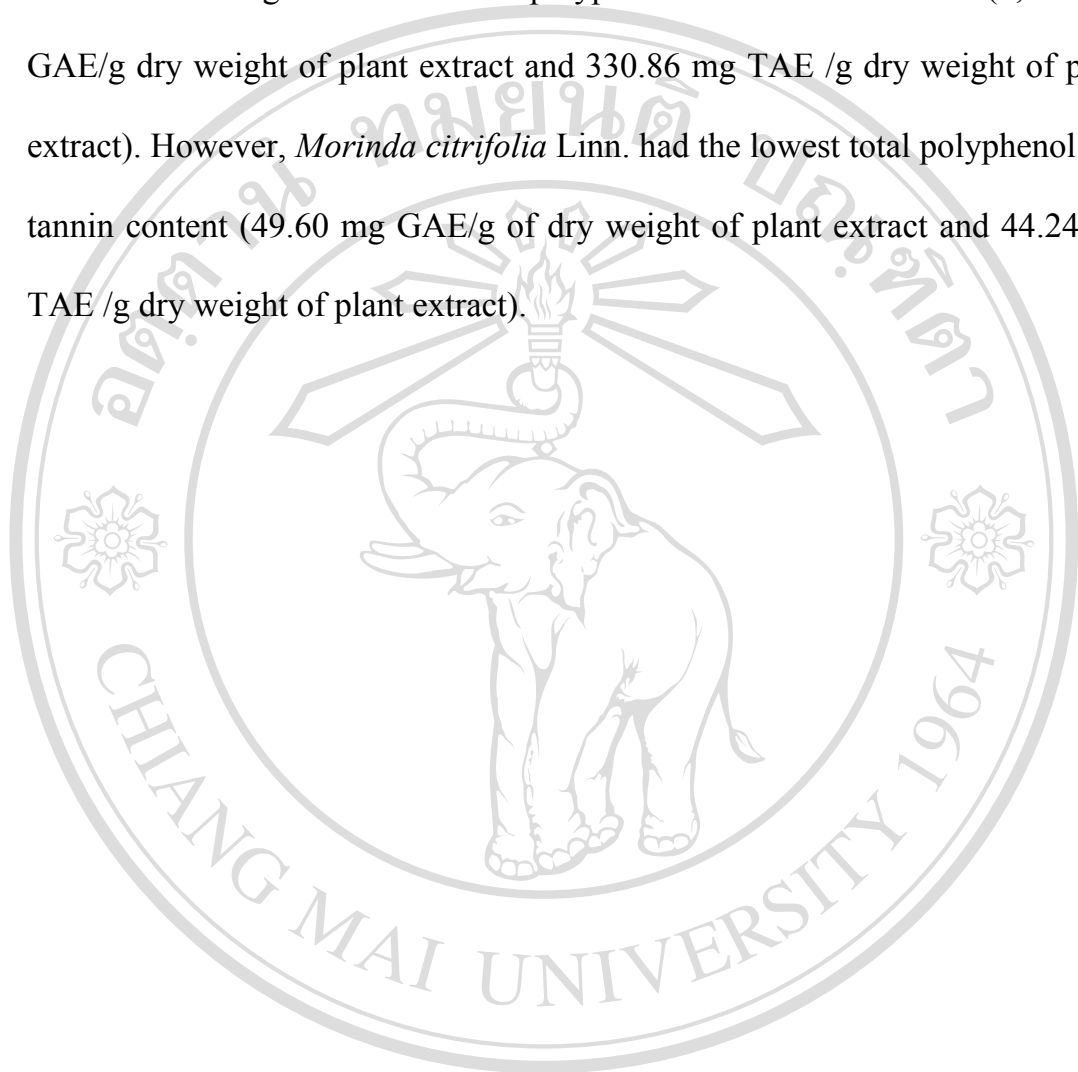 polyp
GAE/g dry weight of plant extract and 330.86 mg TAE /g dry weight of p
extract). However, Morinda citrifolia Linn. had the lowest total polyphenol
tannin content (49.60 mg GAE/g of dry weight of plant extract and 44.24
TAE /g dry weight of plant extract).
CHIANG MAI UNIVERSITY 1964